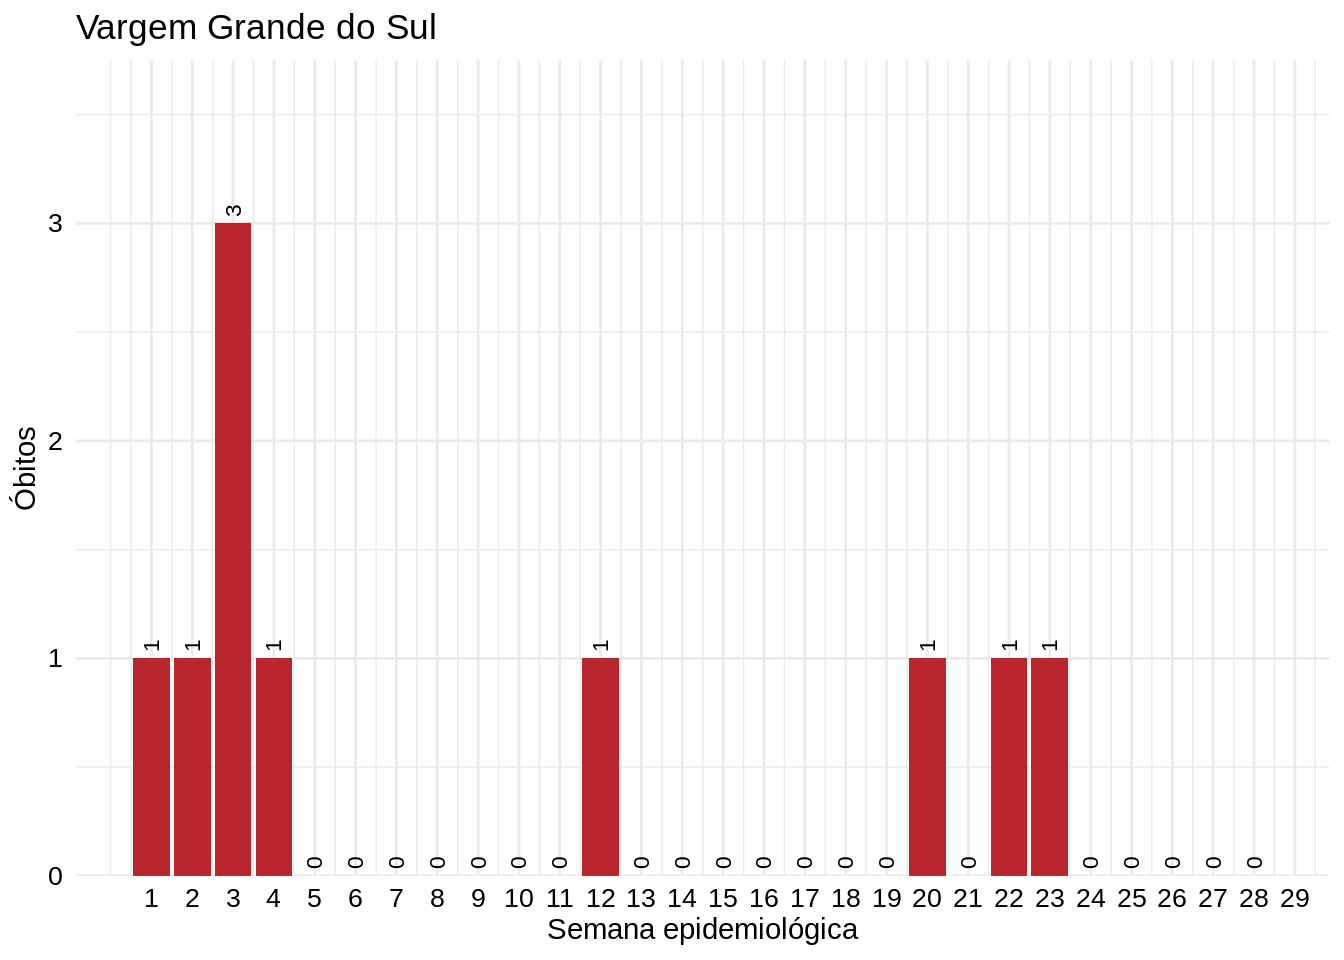 Vargem Grande do Sul
Óbitos
3
2
1
0
1 1 3 1 0 0 0 0 0 0 0 1 0 0 0 0 0 0 0 1 0 1 1 0 0 0 0 0
1 2 3 4 5 6 7 8 9 10 11 12 13 14 15 16 17 18 19 20 21 22 23 24 25 26 27 28 29
Semana epidemiológica